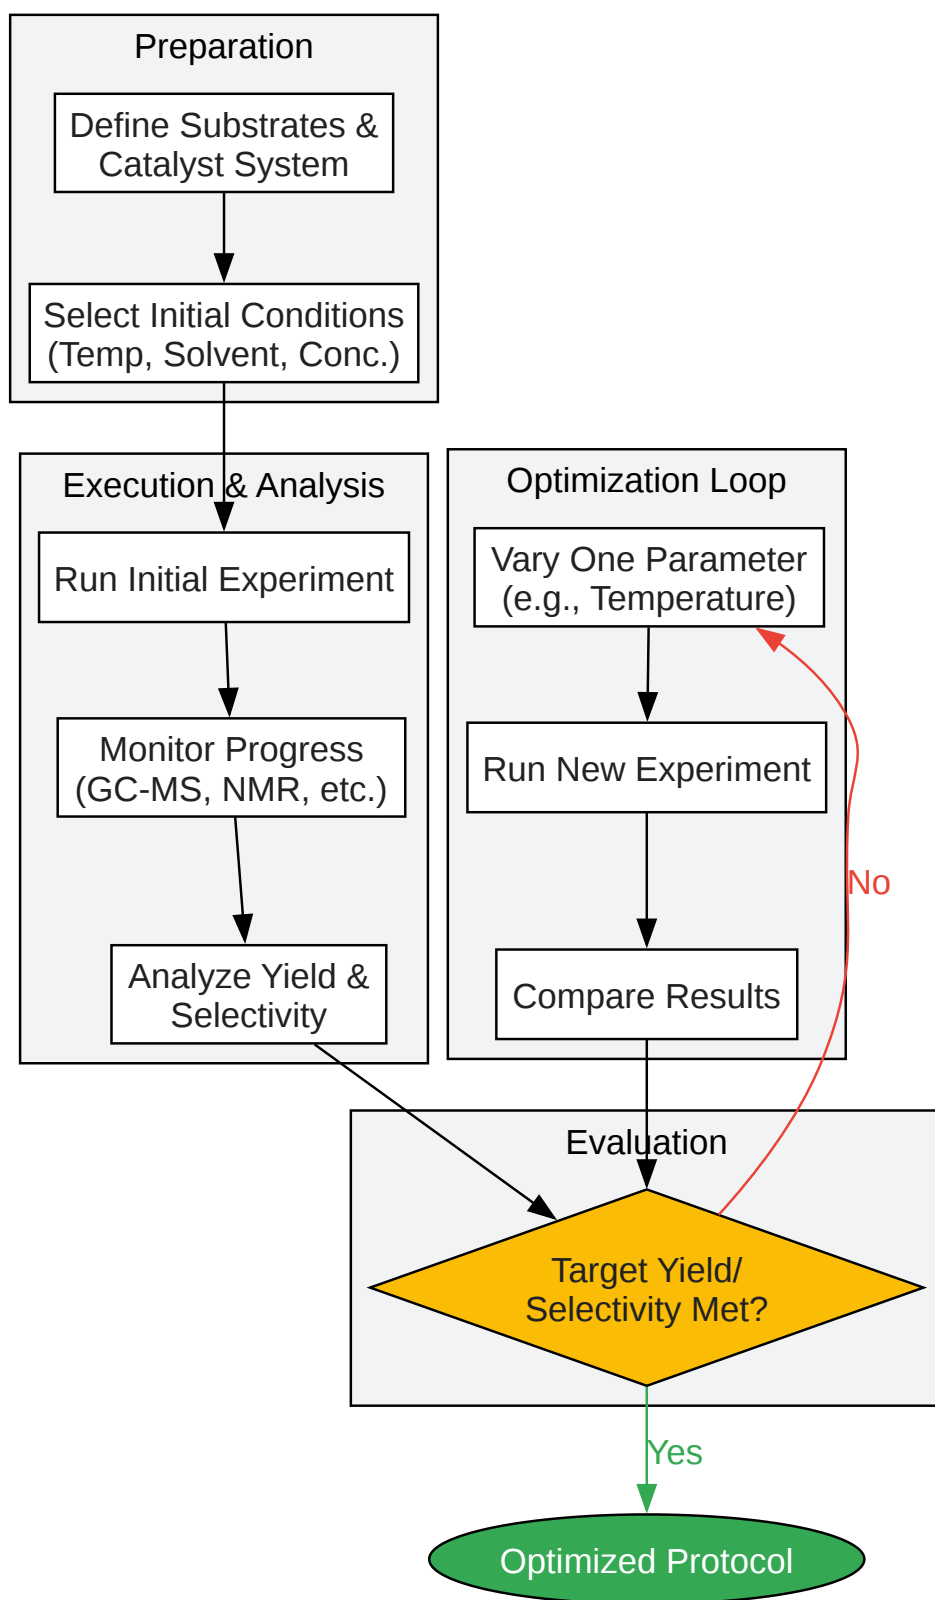 Preparation
Define Substrates &
Catalyst System
Select Initial Conditions
(Temp, Solvent, Conc.)
Execution & Analysis
Run Initial Experiment
Monitor Progress
(GC-MS, NMR, etc.)
Analyze Yield &
Selectivity
Optimization Loop
Vary One Parameter
(e.g., Temperature)
Run New Experiment
Compare Results
No
Evaluation
Target Yield/
Selectivity Met?
Yes
Optimized Protocol